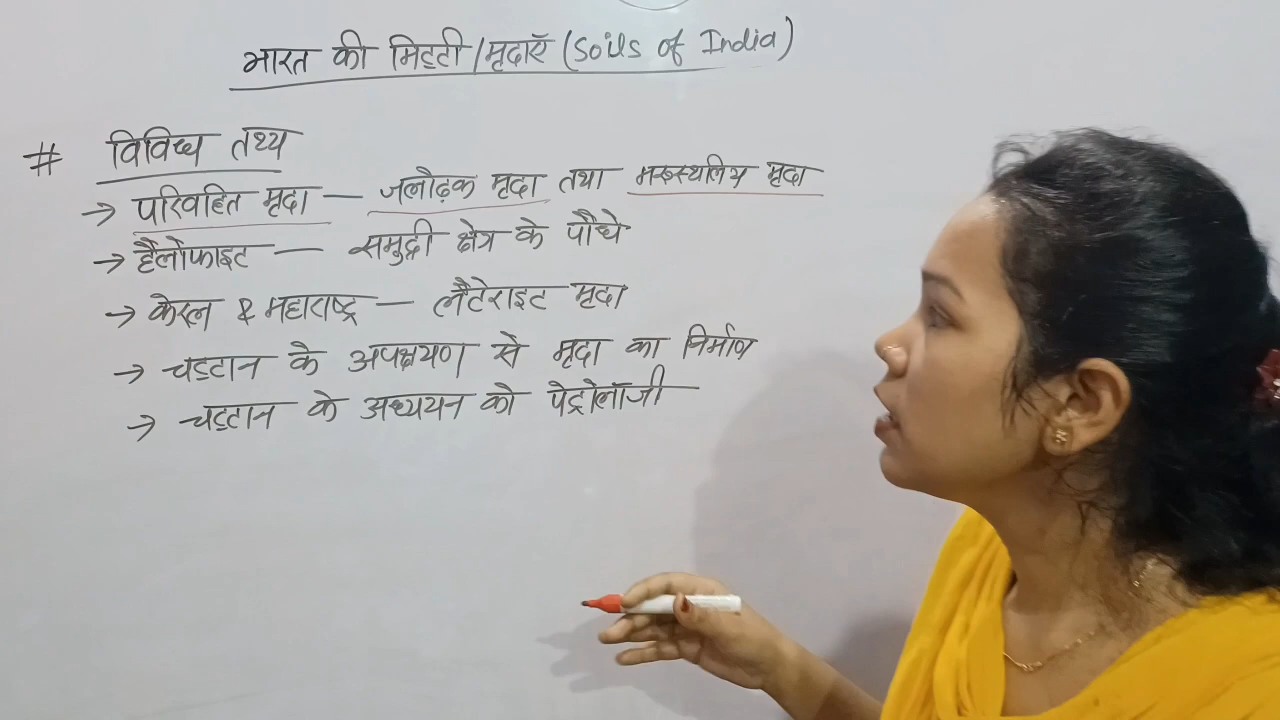 भारत की मिट्टी/मृदाएँ (Soils of India)
# विविध तथ्य
→ परिवहित मृदा — जलोढ़क मृदा तथा मरूस्थलिय मृदा
→ हैलोफाइट — समुद्री क्षेत्र के पौधे
→ केरल & महाराष्ट्र — लैटेराइट मृदा
→ चट्टान के अपक्षयण से मृदा का निर्माण
→ चट्टान के अध्ययन को पेट्रोलॉजी